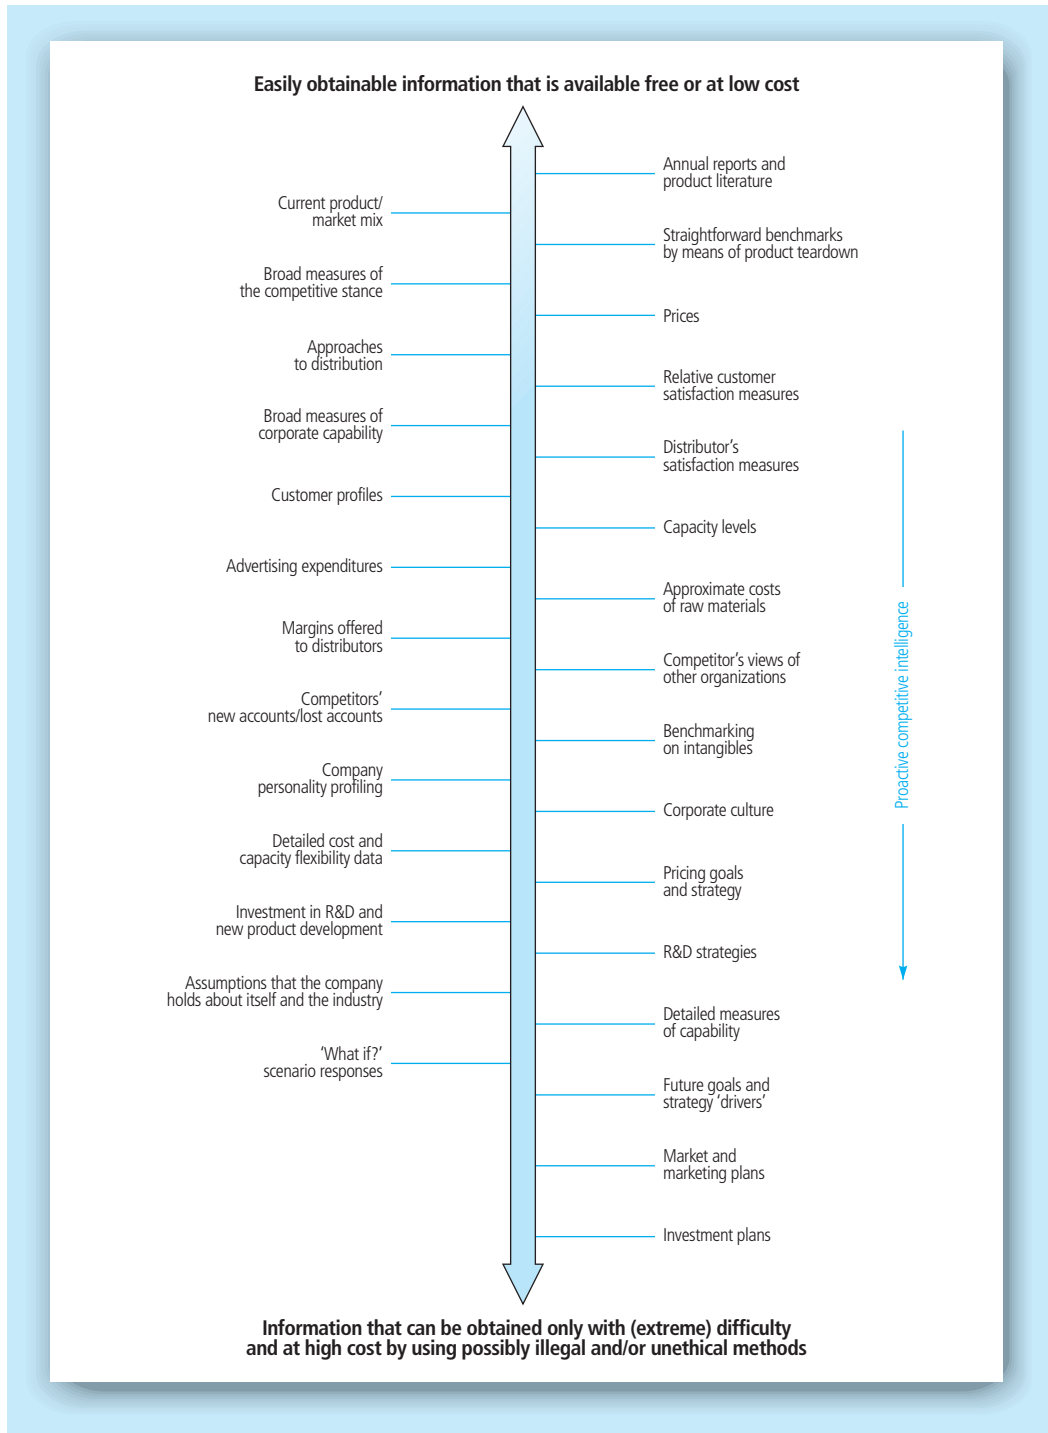 Easily obtainable information that is available free or at low cost
Annual reports and
product literature
Current product/
market mix
Straightforward benchmarks
by means of product teardown
Broad measures of
the competitive stance
Prices
Approaches
to distribution
Relative customer
satisfaction measures
Broad measures of
corporate capability
Distributor’s
satisfaction measures
Customer profiles
Capacity levels
Advertising expenditures
Approximate costs
of raw materials
Margins offered
to distributors
Competitor’s views of
other organizations
Competitors’
new accounts/lost accounts
Benchmarking
on intangibles
Company
personality profiling
Corporate culture
Detailed cost and
capacity flexibility data
Pricing goals
and strategy
Investment in R&D and
new product development
R&D strategies
Assumptions that the company
holds about itself and the industry
Detailed measures
of capability
‘What if?’
scenario responses
Future goals and
strategy ‘drivers’
Market and
marketing plans
Investment plans
Proactive competitive intelligence
Information that can be obtained only with (extreme) difficulty
and at high cost by using possibly illegal and/or unethical methods